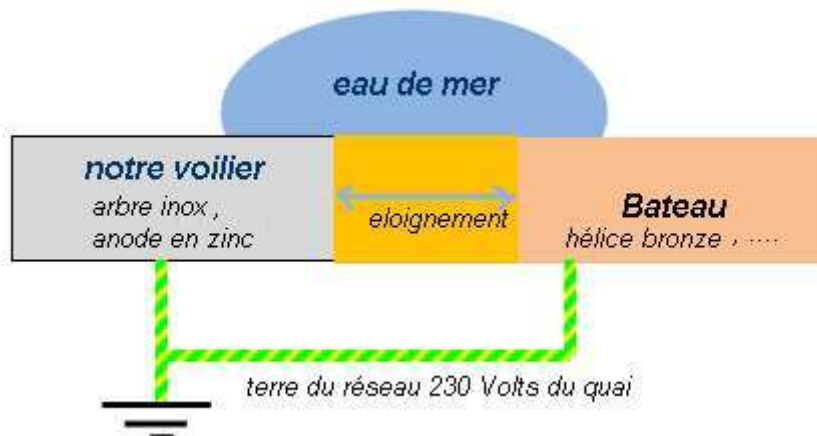 eau de mer
notre voilier
arbre inox ,
anode en zinc
eloignement
Bateau
hélice bronze , ....
terre du réseau 230 Volts du quai